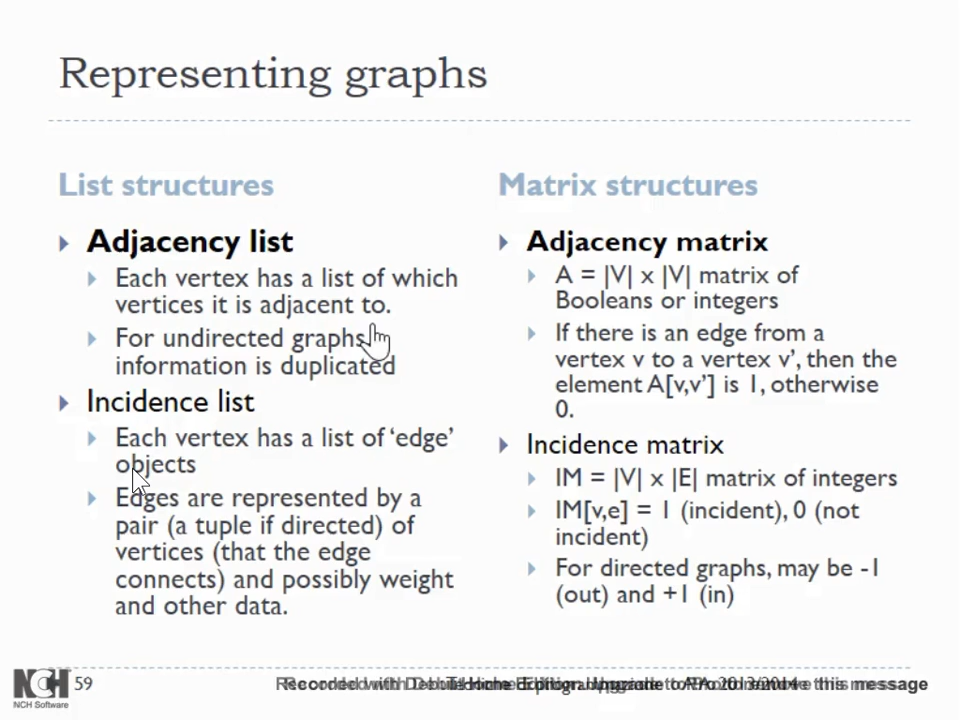 Representing graphs
List structures
Adjacency list
Each vertex has a list of which
vertices it is adjacent to.
For undirected graphs
information is duplicated
Incidence list
Each vertex has a list of ‘edge’
objects
Edges are represented by a
pair (a tuple if directed) of
vertices (that the edge
connects) and possibly weight
and other data.
Matrix structures
Adjacency matrix
A = |V| x |V| matrix of
Booleans or integers
If there is an edge from a
vertex v to a vertex v’, then the
element A[v,v’] is 1, otherwise
0.
Incidence matrix
IM = |V| x |E| matrix of integers
IM[v,e] = 1 (incident), 0 (not
incident)
For directed graphs, may be -1
(out) and +1 (in)
NCH
NCH Software
59
this message